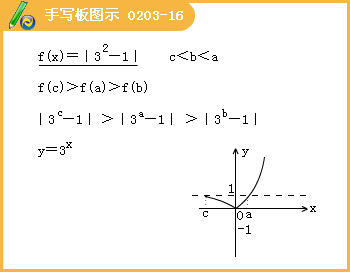 手写板图示 0203-16
f(x)=|3²-1| c<b<a
f(c)>f(a)>f(b)
|3ᶜ-1|>|3ᵃ-1|>|3ᵇ-1|
y=3ˣ
y
1
c 0 a x
-1